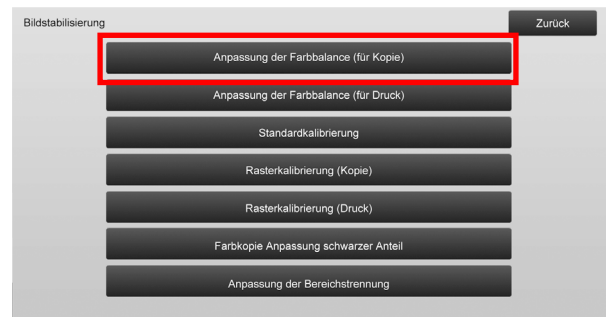 Bildstabilisierung
Zurück
Anpassung der Farbbalance (für Kopie)
Anpassung der Farbbalance (für Druck)
Standardkalibrierung
Rasterkalibrierung (Kopie)
Rasterkalibrierung (Druck)
Farbkopie Anpassung schwarzer Anteil
Anpassung der Bereichstrennung